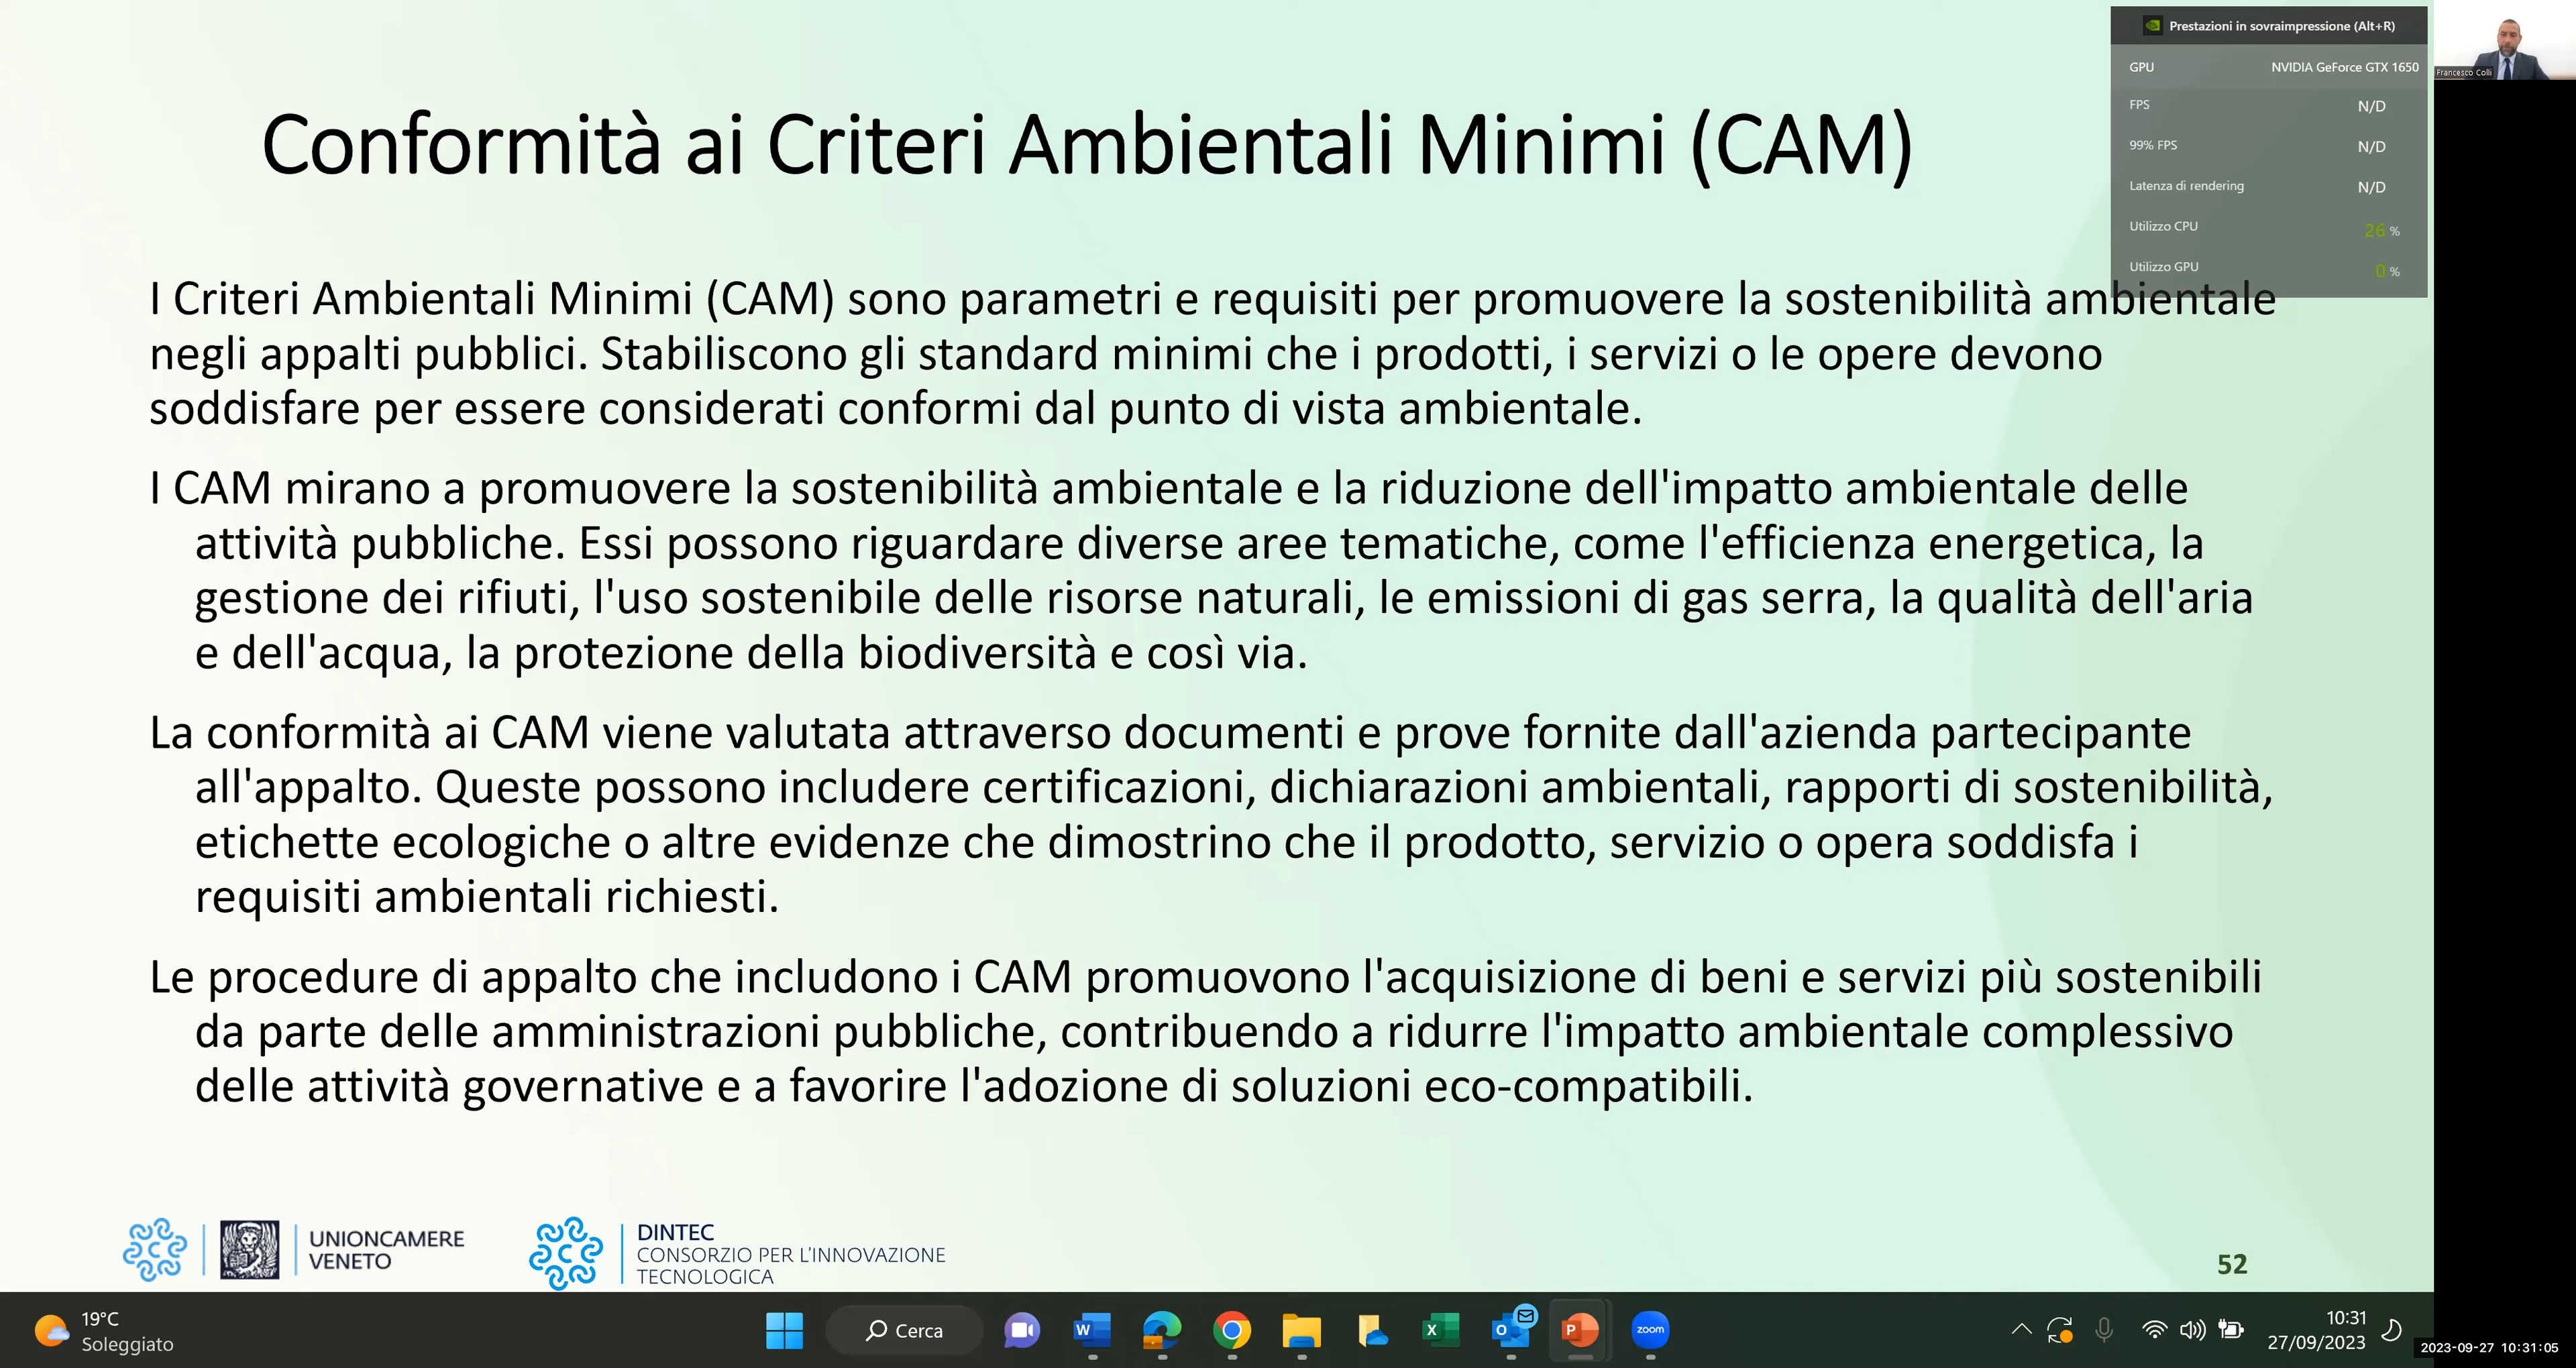 Conformità ai Criteri Ambientali Minimi (CAM)
I Criteri Ambientali Minimi (CAM) sono parametri e requisiti per promuovere la sostenibilità ambientale
negli appalti pubblici. Stabiliscono gli standard minimi che i prodotti, i servizi o le opere devono
soddisfare per essere considerati conformi dal punto di vista ambientale.
I CAM mirano a promuovere la sostenibilità ambientale e la riduzione dell'impatto ambientale delle
attività pubbliche. Essi possono riguardare diverse aree tematiche, come l'efficienza energetica, la
gestione dei rifiuti, l'uso sostenibile delle risorse naturali, le emissioni di gas serra, la qualità dell'aria
e dell'acqua, la protezione della biodiversità e così via.
La conformità ai CAM viene valutata attraverso documenti e prove fornite dall'azienda partecipante
all'appalto. Queste possono includere certificazioni, dichiarazioni ambientali, rapporti di sostenibilità,
etichette ecologiche o altre evidenze che dimostrino che il prodotto, servizio o opera soddisfa i
requisiti ambientali richiesti.
Le procedure di appalto che includono i CAM promuovono l'acquisizione di beni e servizi più sostenibili
da parte delle amministrazioni pubbliche, contribuendo a ridurre l'impatto ambientale complessivo
delle attività governative e a favorire l'adozione di soluzioni eco-compatibili.
UNIONCAMERE
VENETO
DINTEC
CONSORZIO PER L'INNOVAZIONE
TECNOLOGICA
52
Prestazioni in sovraimpressione (Alt+R)
GPU NVIDIA GeForce GTX 1650
FPS N/D
99% FPS N/D
Latenza di rendering N/D
Utilizzo CPU 26 %
Utilizzo GPU 0 %
Francesco Colli
19°C
Soleggiato
Cerca
zoom
10:31
27/09/2023
2023-09-27 10:31:05